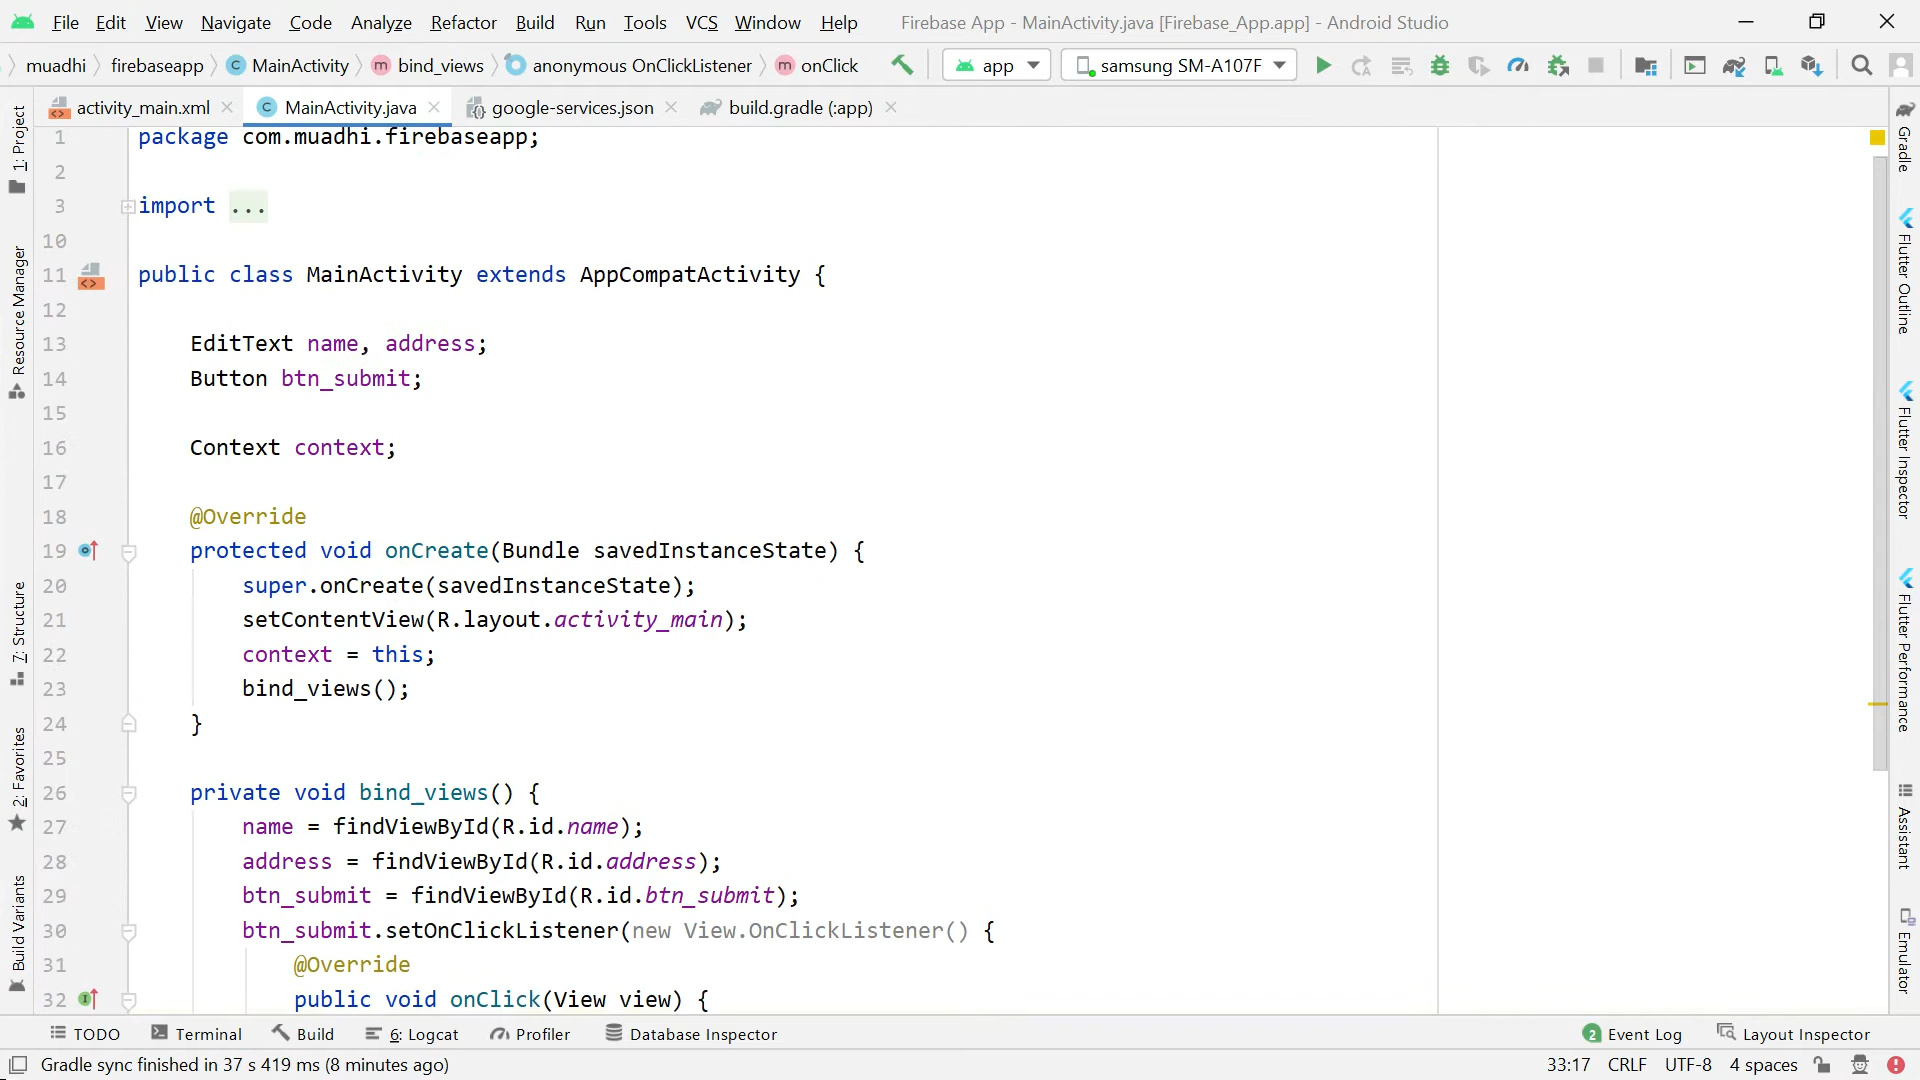 File Edit View Navigate Code Analyze Refactor Build Run Tools VCS Window Help Firebase App - MainActivity.java [Firebase_App.app] - Android Studio
muadhi firebaseapp C MainActivity m bind_views anonymous OnClickListener m onClick app samsung SM-A107F
activity_main.xml C MainActivity.java google-services.json build.gradle (:app)
1 package com.muadhi.firebaseapp;
2
3 import ...
10
11 public class MainActivity extends AppCompatActivity {
12
13 EditText name, address;
14 Button btn_submit;
15
16 Context context;
17
18 @Override
19 protected void onCreate(Bundle savedInstanceState) {
20 super.onCreate(savedInstanceState);
21 setContentView(R.layout.activity_main);
22 context = this;
23 bind_views();
24 }
25
26 private void bind_views() {
27 name = findViewById(R.id.name);
28 address = findViewById(R.id.address);
29 btn_submit = findViewById(R.id.btn_submit);
30 btn_submit.setOnClickListener(new View.OnClickListener() {
31 @Override
32 public void onClick(View view) {
1: Project
Resource Manager
7: Structure
2: Favorites
Build Variants
Gradle
Flutter Outline
Flutter Inspector
Flutter Performance
Assistant
Emulator
TODO Terminal Build 6: Logcat Profiler Database Inspector 2 Event Log Layout Inspector
Gradle sync finished in 37 s 419 ms (8 minutes ago) 33:17 CRLF UTF-8 4 spaces